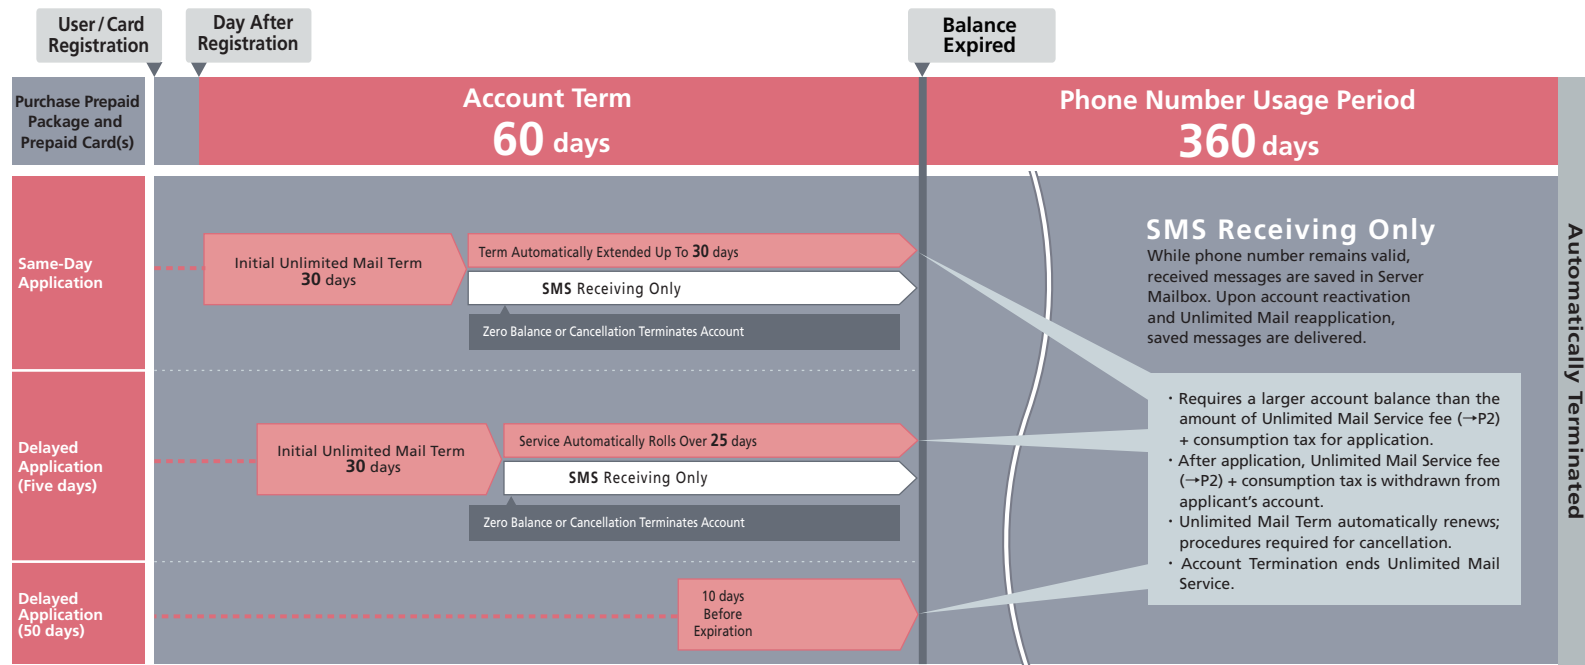 User / Card
Registration
Day After
Registration
Balance
Expired
Purchase Prepaid
Package and
Prepaid Card(s)
Account Term
60 days
Phone Number Usage Period
360 days
Same-Day
Application
Initial Unlimited Mail Term
30 days
Term Automatically Extended Up To 30 days
SMS Receiving Only
Zero Balance or Cancellation Terminates Account
SMS Receiving Only
While phone number remains valid,
received messages are saved in Server
Mailbox. Upon account reactivation
and Unlimited Mail reapplication,
saved messages are delivered.
Delayed
Application
(Five days)
Initial Unlimited Mail Term
30 days
Service Automatically Rolls Over 25 days
SMS Receiving Only
Zero Balance or Cancellation Terminates Account
・Requires a larger account balance than the
amount of Unlimited Mail Service fee (→P2)
+ consumption tax for application.
・After application, Unlimited Mail Service fee
(→P2) + consumption tax is withdrawn from
applicant's account.
・Unlimited Mail Term automatically renews;
procedures required for cancellation.
・Account Termination ends Unlimited Mail
Service.
Delayed
Application
(50 days)
10 days
Before
Expiration
Automatically Terminated